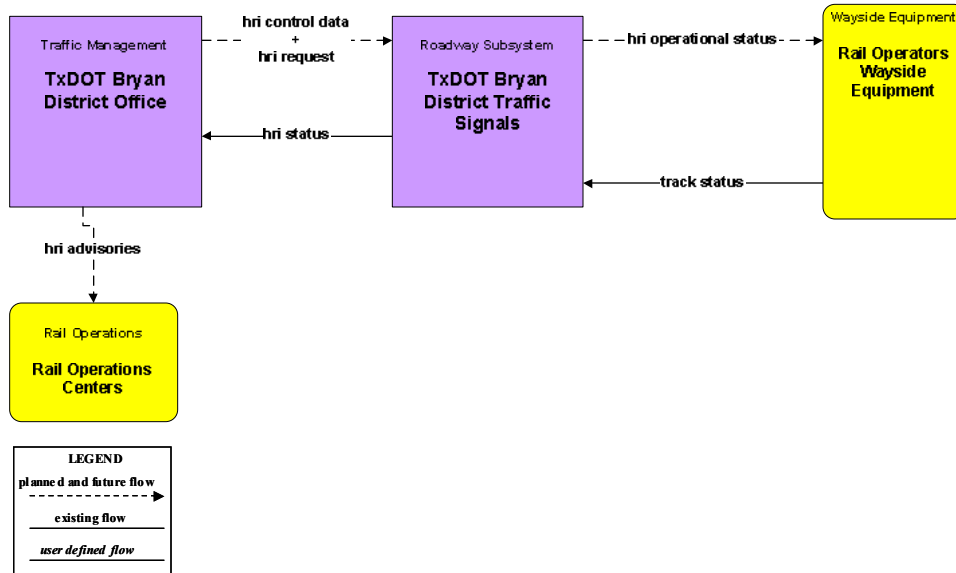 Traffic Management
TxDOT Bryan
District Office
hri control data
+
hri request
hri status
Roadway Subsystem
TxDOT Bryan
District Traffic
Signals
hri operational status
track status
Wayside Equipment
Rail Operators
Wayside
Equipment
hri advisories
Rail Operations
Rail Operations
Centers
LEGEND
planned and future flow
existing flow
user defined flow